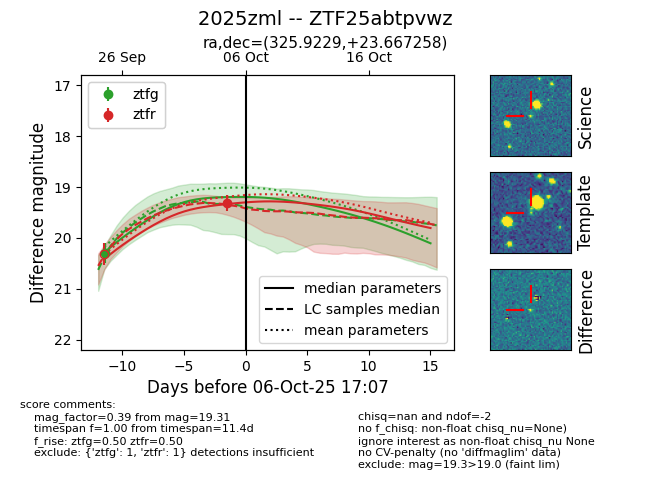 2025zml -- ZTF25abtpvwz
ra,dec=(325.9229,+23.667258)
26 Sep
06 Oct
16 Oct
17
18
19
20
21
22
Difference magnitude
ztfg
ztfr
median parameters
LC samples median
mean parameters
−10
−5
0
5
10
15
Days before 06-Oct-25 17:07
Science
Template
Difference
score comments:
mag_factor=0.39 from mag=19.31
timespan f=1.00 from timespan=11.4d
f_rise: ztfg=0.50 ztfr=0.50
exclude: {'ztfg': 1, 'ztfr': 1} detections insufficient
chisq=nan and ndof=-2
no f_chisq: non-float chisq_nu=None)
ignore interest as non-float chisq_nu None
no CV-penalty (no 'diffmaglim' data)
exclude: mag=19.3>19.0 (faint lim)